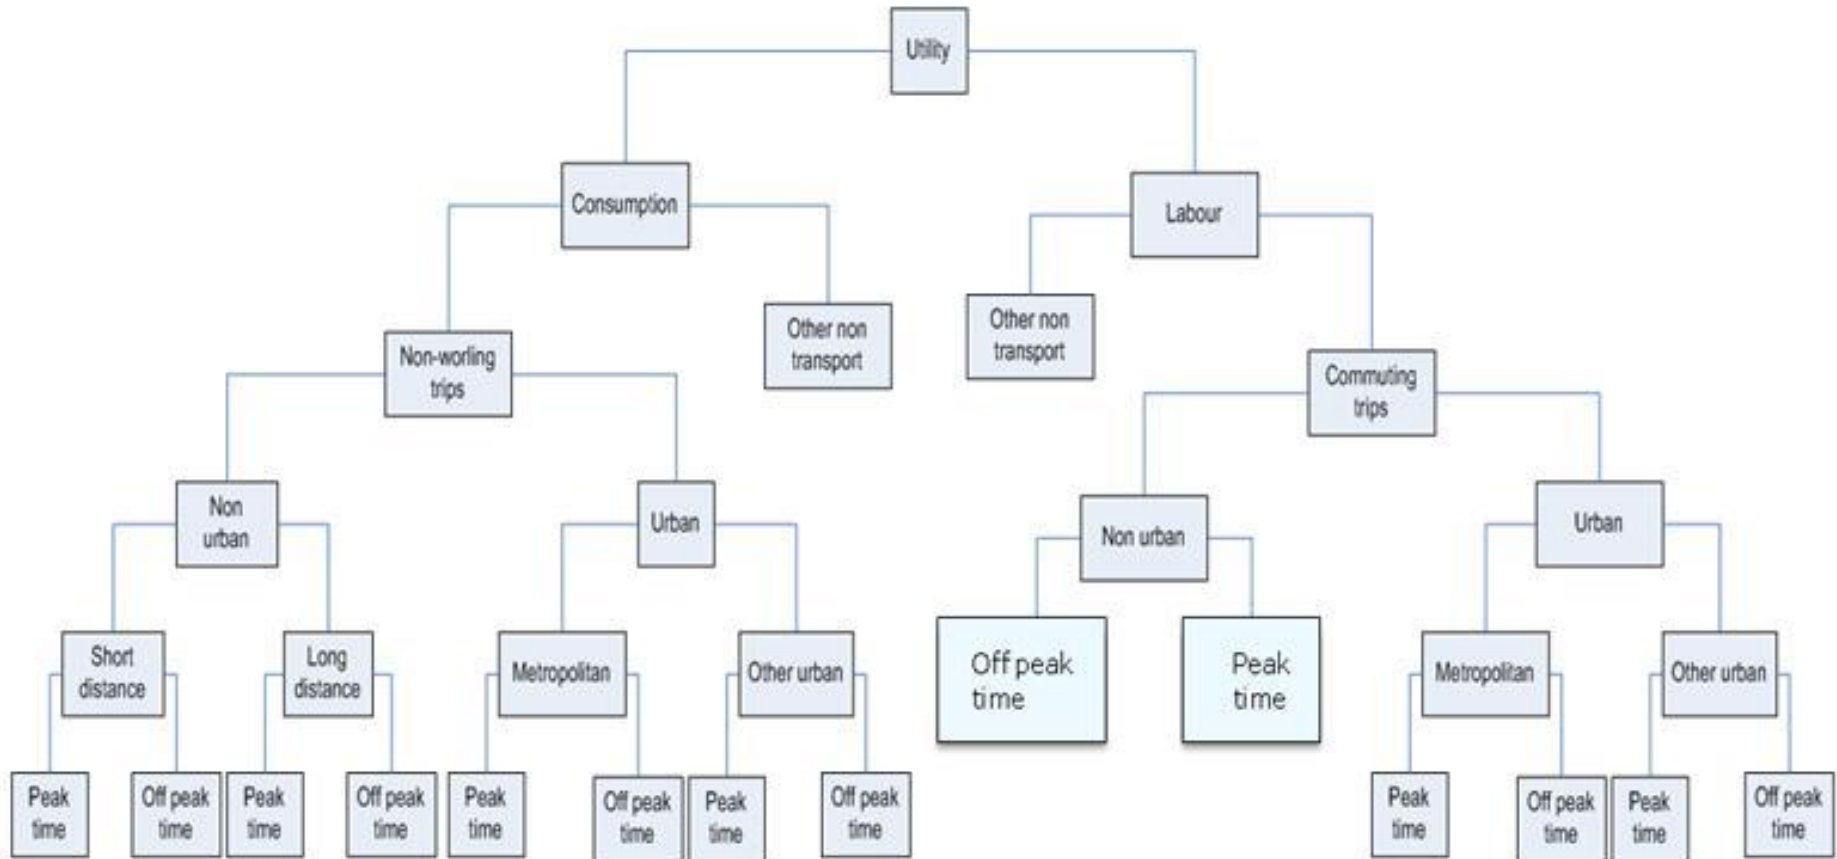 Utility
Consumption
Labour
Other non
transport
Other non
transport
Non-worling
trips
Commuting
trips
Non
urban
Urban
Non urban
Urban
Short
distance
Long
distance
Metropolitan
Other urban
Off peak
time
Peak
time
Metropolitan
Other urban
Peak
time
Off peak
time
Peak
time
Off peak
time
Peak
time
Off peak
time
Peak
time
Off peak
time
Peak
time
Off peak
time
Peak
time
Off peak
time